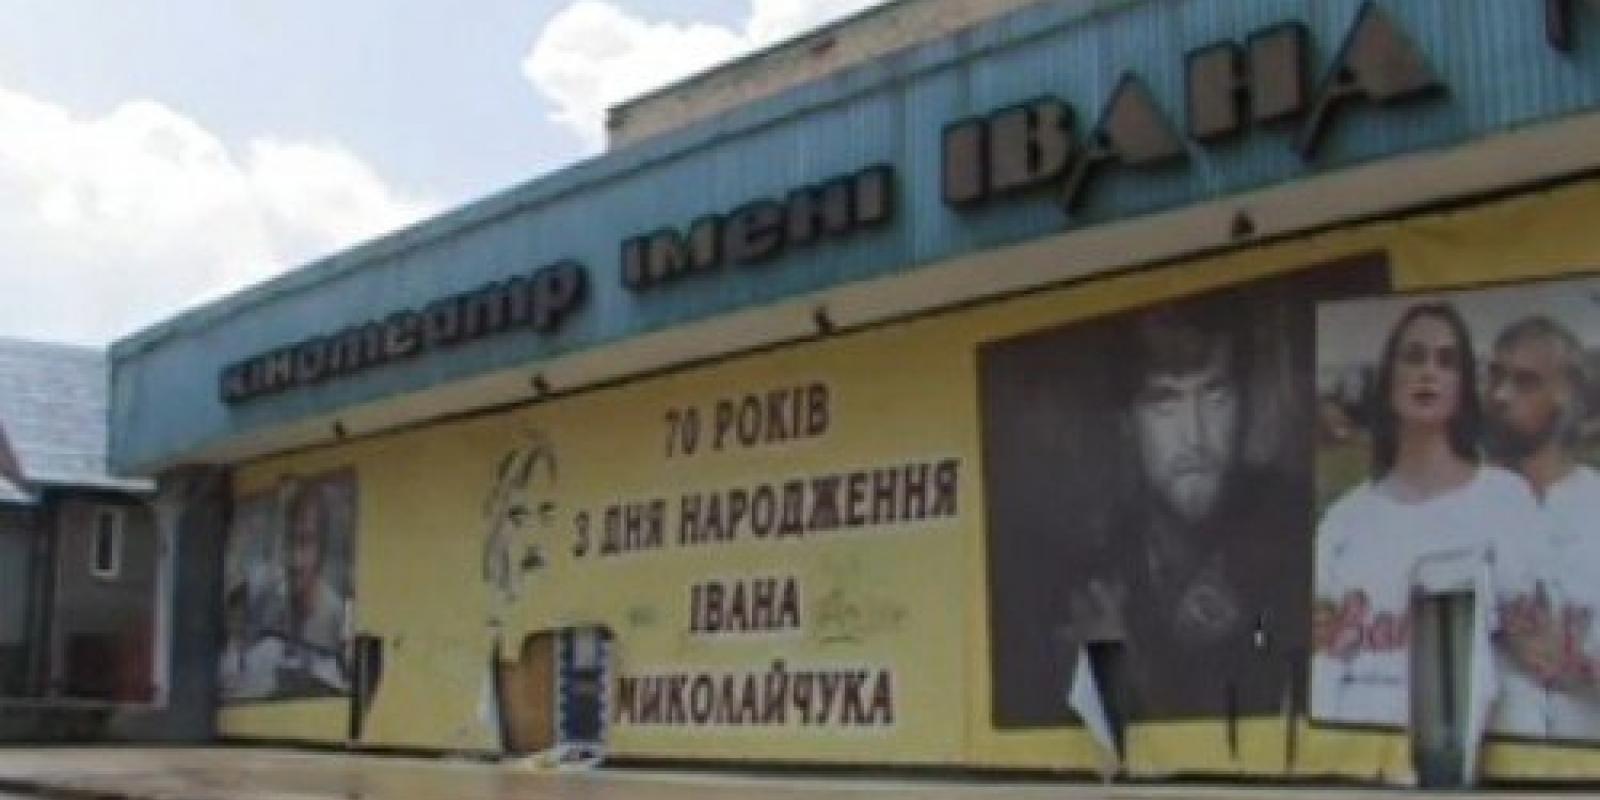 кінотеатр імені ІВАНА
70 РОКІВ
З ДНЯ НАРОДЖЕННЯ
ІВАНА
МИКОЛАЙЧУКА